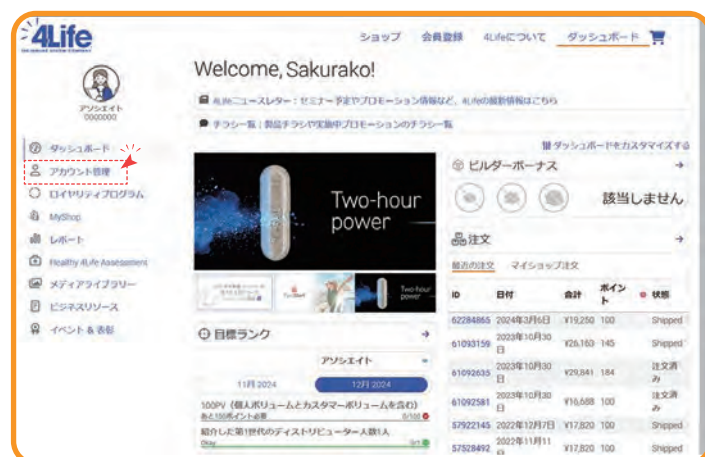 4Life
ショップ 会員登録 4Lifeについて ダッシュボード
Welcome, Sakurako!
アソシエイト
0000000
4Lifeニュースレター：セミナー予定やプロモーション情報など、4Lifeの最新情報はこちら
チラシ一覧：製品チラシや実施中プロモーションのチラシ一覧
ダッシュボードをカスタマイズする
ダッシュボード
アカウント管理
ロイヤリティプログラム
MyShop
レポート
Healthy 4Life Assessment
メディアライブラリー
ビジネスリソース
イベント & 表彰
Two-hour
power
Two-hour
power
目標ランク
アソシエイト
11月 2024 12月 2024
100PV（個人ボリュームとカスタマーボリュームを含む）
あと100ポイント必要 0/100
紹介した第1世代のディストリビューター人数1人
Okay 0/1
ビルダーボーナス
該当しません
注文
最近の注文 マイショップ注文
ID 日付 合計 ポイント 状態
62284865 2024年3月6日 ¥19,250 100 Shipped
61093159 2023年10月30日 ¥26,160 145 Shipped
61092635 2023年10月30日 ¥29,841 184 注文済み
61092581 2023年10月30日 ¥16,688 100 注文済み
57922145 2022年12月7日 ¥17,820 100 Shipped
57528492 2022年11月11日 ¥17,820 100 Shipped